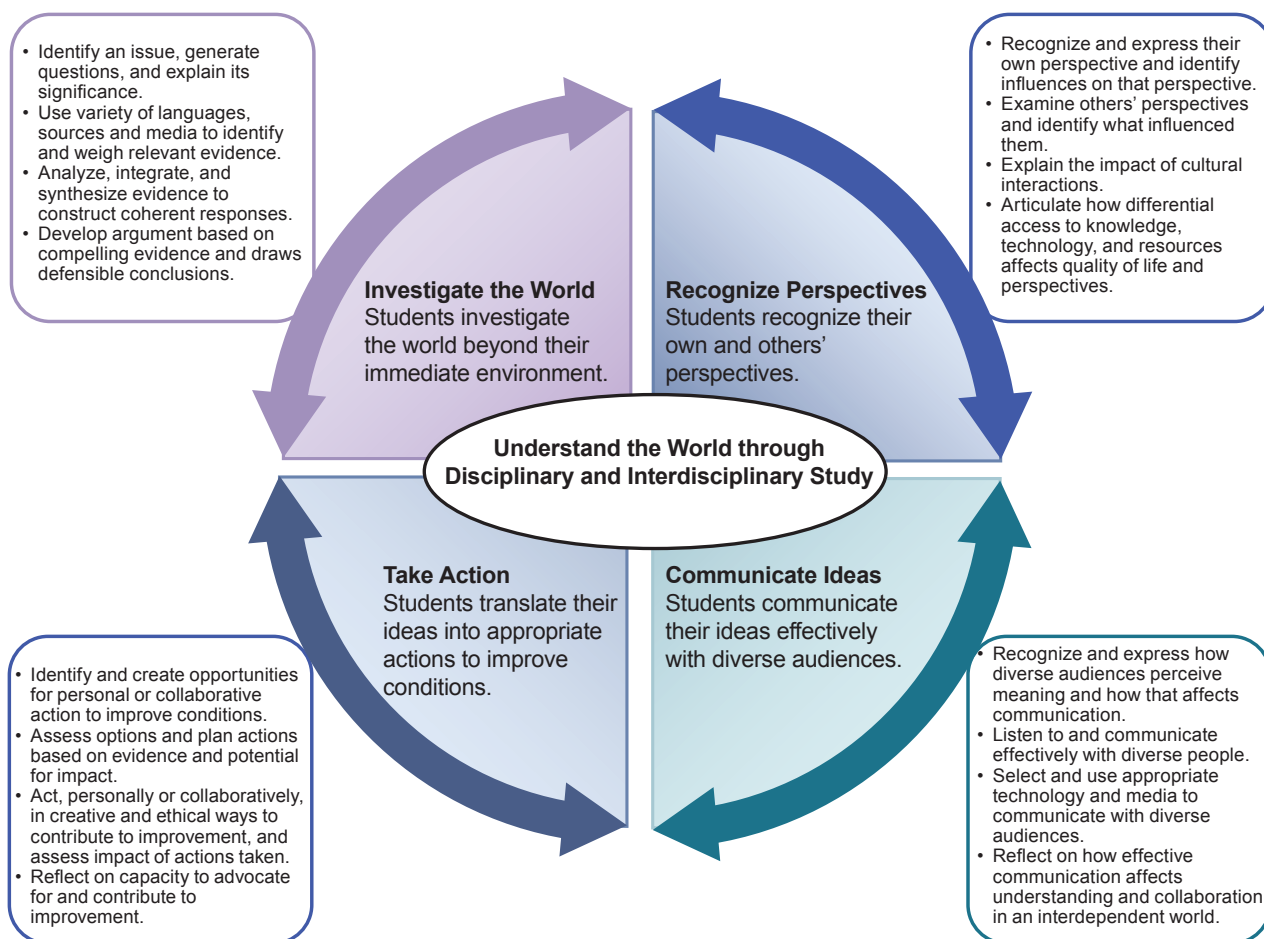 • Identify an issue, generate
questions, and explain its
significance.
• Use variety of languages,
sources and media to identify
and weigh relevant evidence.
• Analyze, integrate, and
synthesize evidence to
construct coherent responses.
• Develop argument based on
compelling evidence and draws
defensible conclusions.
• Recognize and express their
own perspective and identify
influences on that perspective.
• Examine others’ perspectives
and identify what influenced
them.
• Explain the impact of cultural
interactions.
• Articulate how differential
access to knowledge,
technology, and resources
affects quality of life and
perspectives.
Investigate the World
Students investigate
the world beyond their
immediate environment.
Recognize Perspectives
Students recognize their
own and others’
perspectives.
Understand the World through
Disciplinary and Interdisciplinary Study
Take Action
Students translate their
ideas into appropriate
actions to improve
conditions.
Communicate Ideas
Students communicate
their ideas effectively
with diverse audiences.
• Identify and create opportunities
for personal or collaborative
action to improve conditions.
• Assess options and plan actions
based on evidence and potential
for impact.
• Act, personally or collaboratively,
in creative and ethical ways to
contribute to improvement, and
assess impact of actions taken.
• Reflect on capacity to advocate
for and contribute to
improvement.
• Recognize and express how
diverse audiences perceive
meaning and how that affects
communication.
• Listen to and communicate
effectively with diverse people.
• Select and use appropriate
technology and media to
communicate with diverse
audiences.
• Reflect on how effective
communication affects
understanding and collaboration
in an interdependent world.